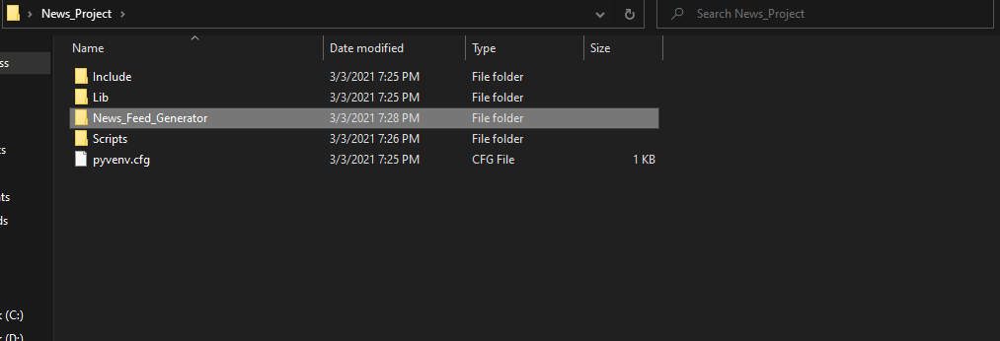 News_Project
Search News_Project
Name Date modified Type Size
Include 3/3/2021 7:25 PM File folder
Lib 3/3/2021 7:25 PM File folder
News_Feed_Generator 3/3/2021 7:28 PM File folder
Scripts 3/3/2021 7:26 PM File folder
pyvenv.cfg 3/3/2021 7:25 PM CFG File 1 KB
ss
ts
nts
ds
(C:)
(D:)